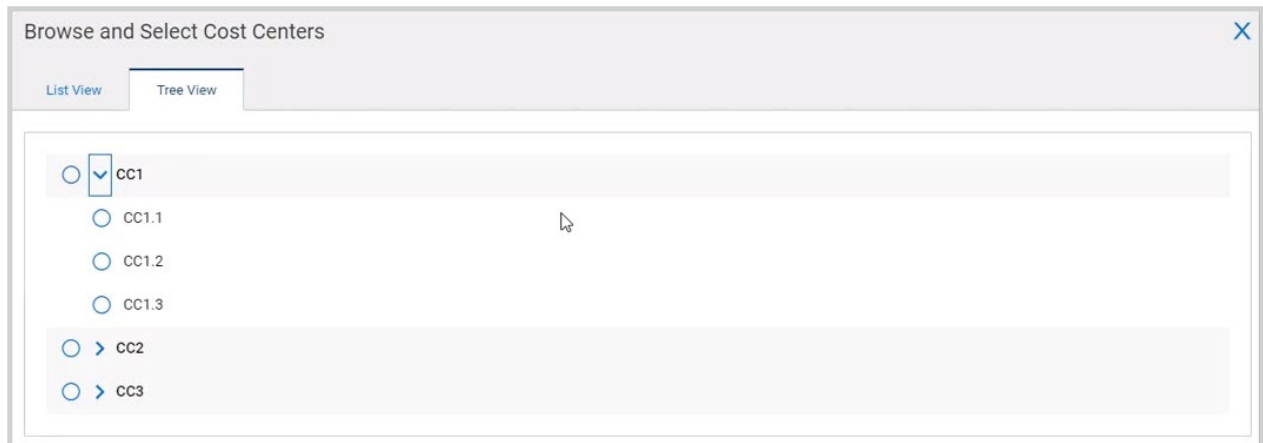 Browse and Select Cost Centers
X
List View Tree View
CC1
CC1.1
CC1.2
CC1.3
CC2
CC3